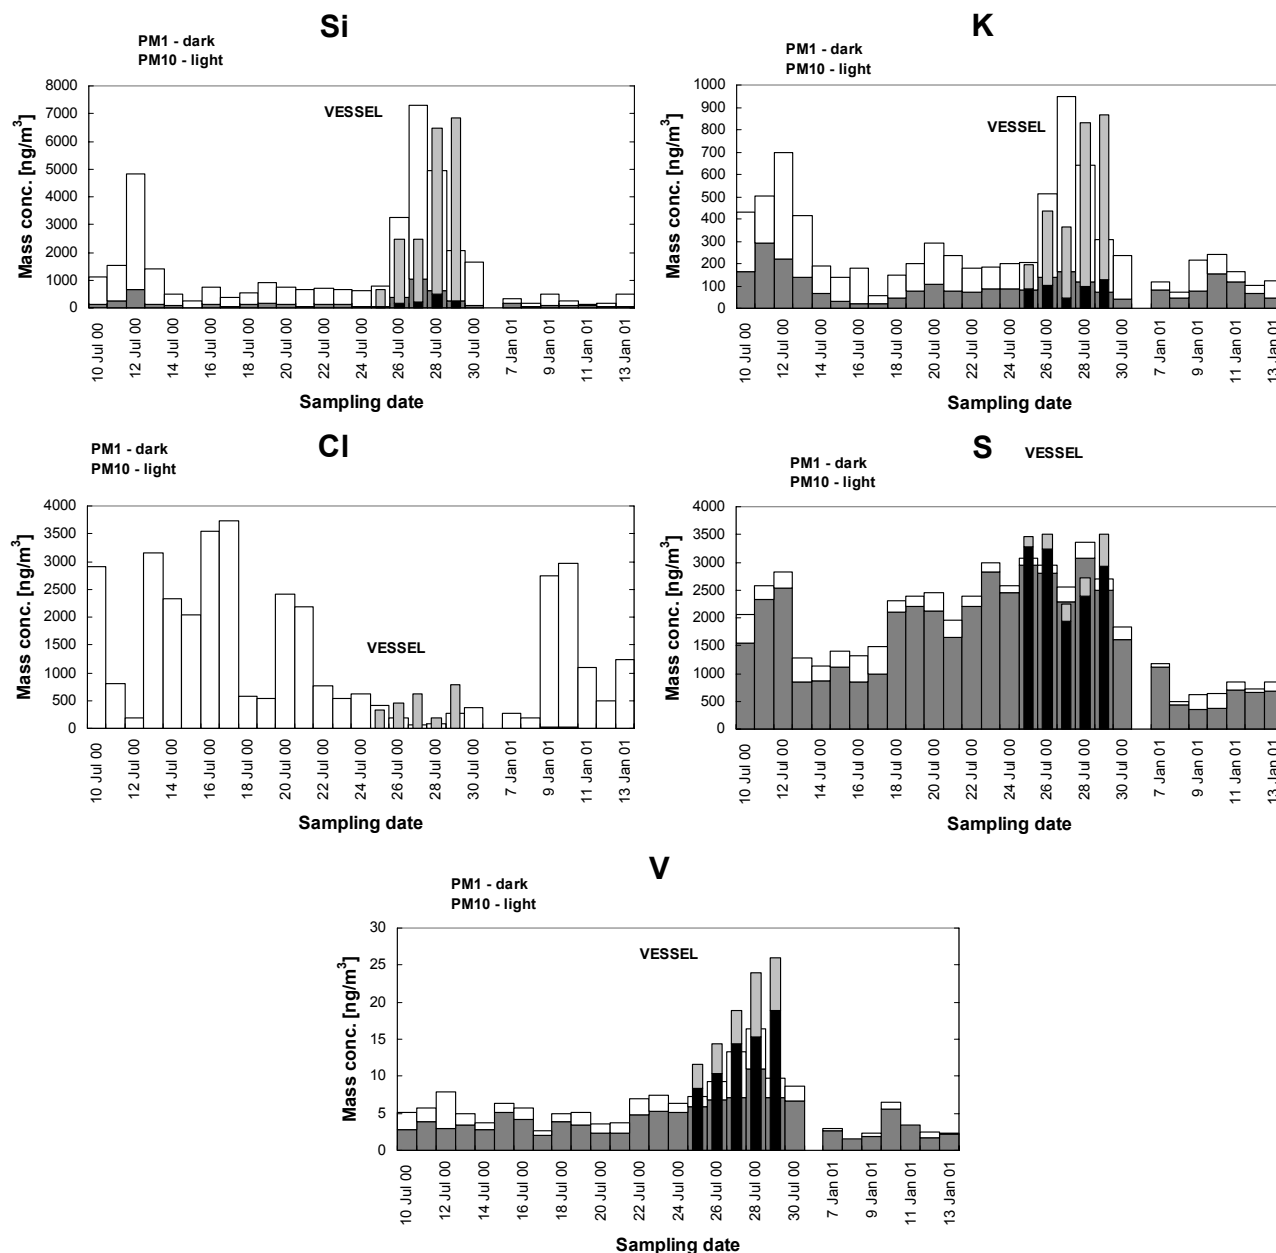 Si
PM1 - dark
PM10 - light
VESSEL
Mass conc. [ng/m³]
8000
7000
6000
5000
4000
3000
2000
1000
0
10 Jul 00
12 Jul 00
14 Jul 00
16 Jul 00
18 Jul 00
20 Jul 00
22 Jul 00
24 Jul 00
26 Jul 00
28 Jul 00
30 Jul 00
7 Jan 01
9 Jan 01
11 Jan 01
13 Jan 01
Sampling date
K
PM1 - dark
PM10 - light
VESSEL
Mass conc. [ng/m³]
1000
900
800
700
600
500
400
300
200
100
0
10 Jul 00
12 Jul 00
14 Jul 00
16 Jul 00
18 Jul 00
20 Jul 00
22 Jul 00
24 Jul 00
26 Jul 00
28 Jul 00
30 Jul 00
7 Jan 01
9 Jan 01
11 Jan 01
13 Jan 01
Sampling date
Cl
PM1 - dark
PM10 - light
VESSEL
Mass conc. [ng/m³]
4000
3500
3000
2500
2000
1500
1000
500
0
10 Jul 00
12 Jul 00
14 Jul 00
16 Jul 00
18 Jul 00
20 Jul 00
22 Jul 00
24 Jul 00
26 Jul 00
28 Jul 00
30 Jul 00
7 Jan 01
9 Jan 01
11 Jan 01
13 Jan 01
Sampling date
S
VESSEL
PM1 - dark
PM10 - light
Mass conc. [ng/m³]
4000
3500
3000
2500
2000
1500
1000
500
0
10 Jul 00
12 Jul 00
14 Jul 00
16 Jul 00
18 Jul 00
20 Jul 00
22 Jul 00
24 Jul 00
26 Jul 00
28 Jul 00
30 Jul 00
7 Jan 01
9 Jan 01
11 Jan 01
13 Jan 01
Sampling date
V
PM1 - dark
PM10 - light
VESSEL
Mass conc. [ng/m³]
30
25
20
15
10
5
0
10 Jul 00
12 Jul 00
14 Jul 00
16 Jul 00
18 Jul 00
20 Jul 00
22 Jul 00
24 Jul 00
26 Jul 00
28 Jul 00
30 Jul 00
7 Jan 01
9 Jan 01
11 Jan 01
13 Jan 01
Sampling date